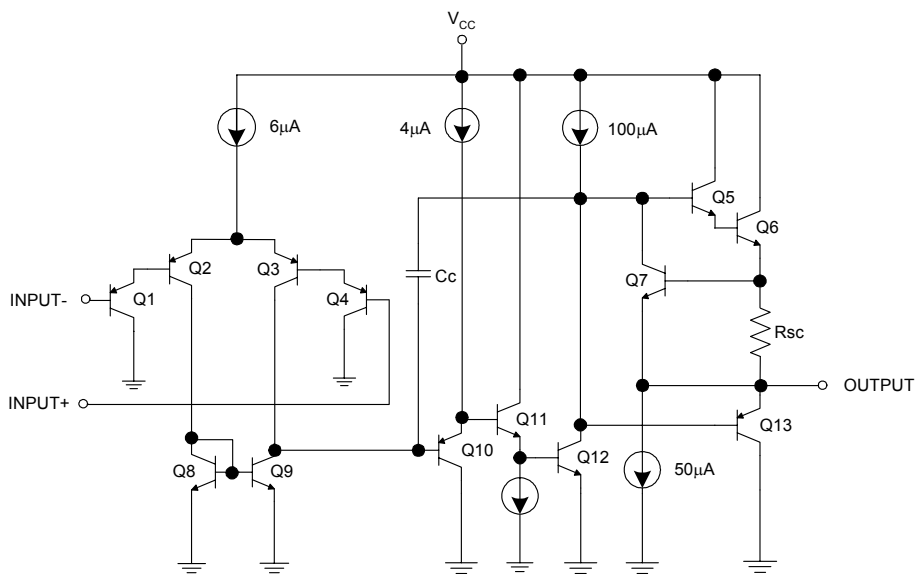 V_CC
6μA
4μA
100μA
Q5
Q6
Q2
Q3
Cc
Q7
INPUT-
Q1
Q4
Rsc
OUTPUT
INPUT+
Q11
Q13
Q8
Q9
Q10
Q12
50μA